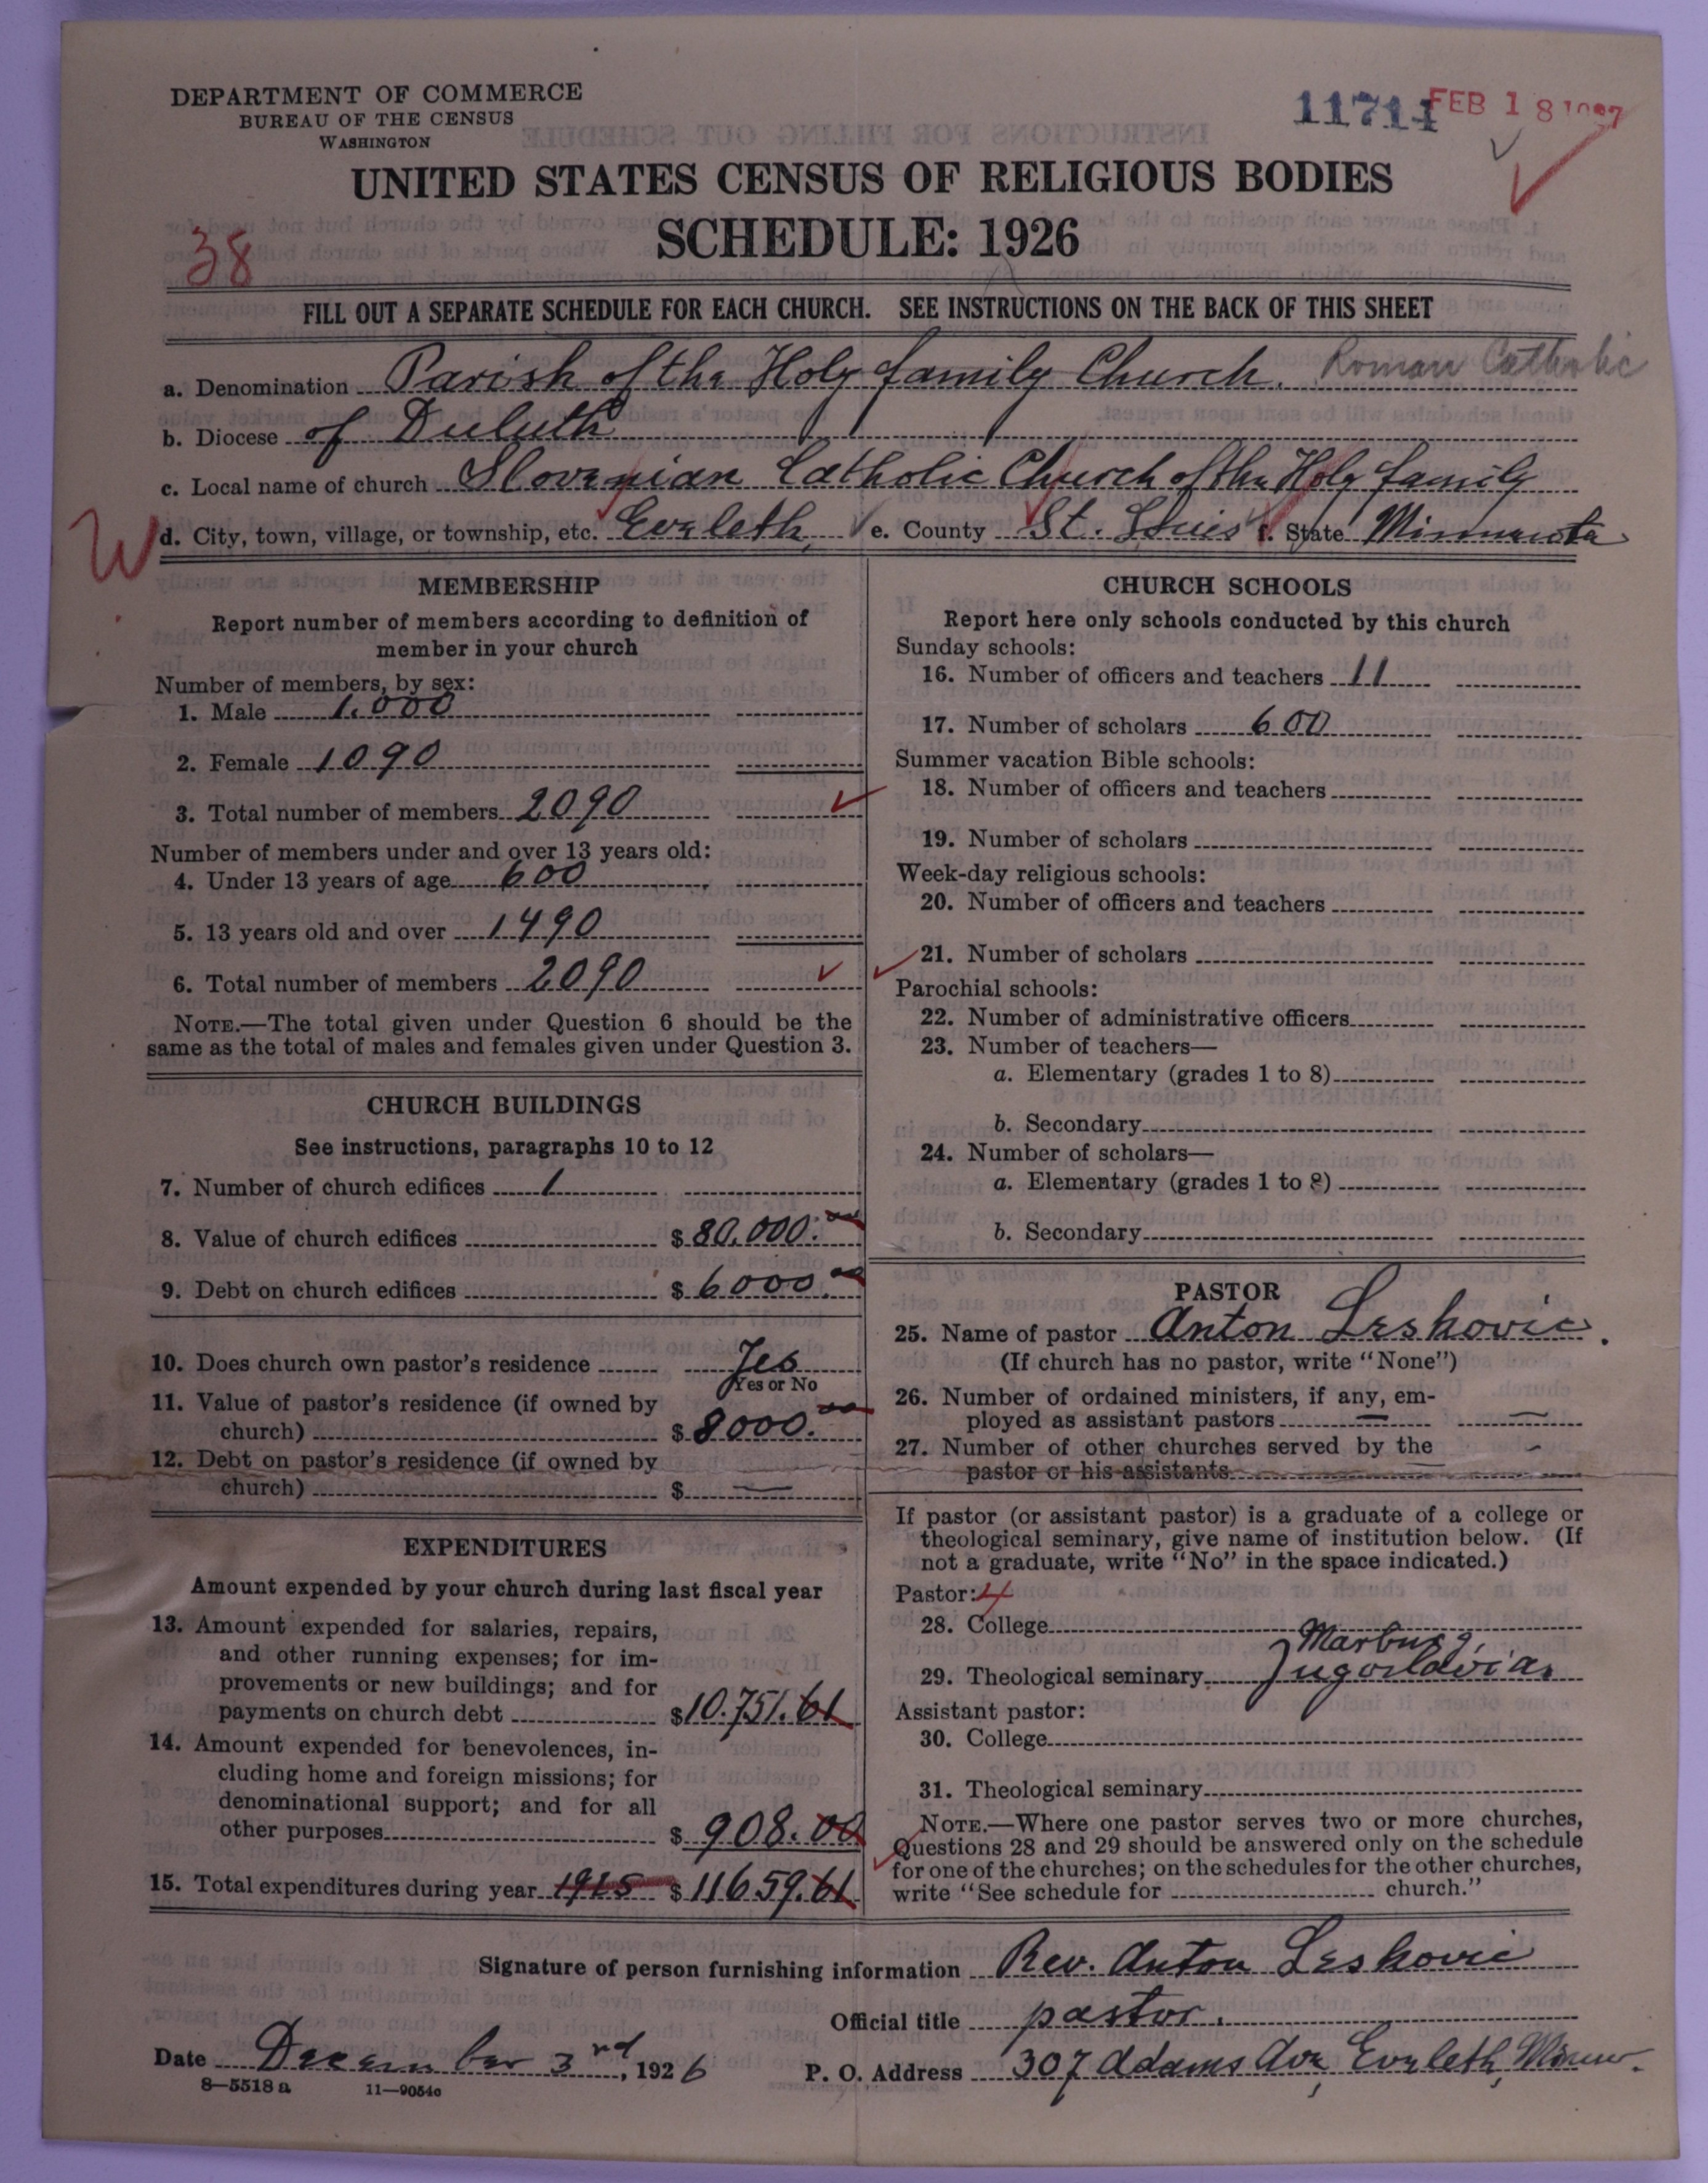 DEPARTMENT OF COMMERCE
BUREAU OF THE CENSUS
WASHINGTON
11711 FEB 18 1927
UNITED STATES CENSUS OF RELIGIOUS BODIES
SCHEDULE: 1926
38
FILL OUT A SEPARATE SCHEDULE FOR EACH CHURCH. SEE INSTRUCTIONS ON THE BACK OF THIS SHEET
a. Denomination Parish of the Holy family Church. Roman Catholic
b. Diocese of Duluth
c. Local name of church Slovenian Catholic Church of the Holy family
W d. City, town, village, or township, etc. Eveleth, e. County St. Louis f. State Minnesota
MEMBERSHIP
Report number of members according to definition of
member in your church
Number of members, by sex:
1. Male 1.000
2. Female 1090
3. Total number of members 2090
Number of members under and over 13 years old:
4. Under 13 years of age 600
5. 13 years old and over 1490
6. Total number of members 2090
NOTE.—The total given under Question 6 should be the
same as the total of males and females given under Question 3.
CHURCH BUILDINGS
See instructions, paragraphs 10 to 12
7. Number of church edifices 1
8. Value of church edifices $ 80.000.00
9. Debt on church edifices $ 6000.00
10. Does church own pastor's residence Yes
Yes or No
11. Value of pastor's residence (if owned by
church) $ 8000.00
12. Debt on pastor's residence (if owned by
church) $ —
EXPENDITURES
Amount expended by your church during last fiscal year
13. Amount expended for salaries, repairs,
and other running expenses; for im-
provements or new buildings; and for
payments on church debt $10.751.61
14. Amount expended for benevolences, in-
cluding home and foreign missions; for
denominational support; and for all
other purposes $ 908.00
15. Total expenditures during year 1925 $ 11659.61
CHURCH SCHOOLS
Report here only schools conducted by this church
Sunday schools:
16. Number of officers and teachers 11
17. Number of scholars 600
Summer vacation Bible schools:
18. Number of officers and teachers
19. Number of scholars
Week-day religious schools:
20. Number of officers and teachers
21. Number of scholars
Parochial schools:
22. Number of administrative officers
23. Number of teachers—
a. Elementary (grades 1 to 8)
b. Secondary
24. Number of scholars—
a. Elementary (grades 1 to 8)
b. Secondary
PASTOR
25. Name of pastor Anton Leskovic.
(If church has no pastor, write "None")
26. Number of ordained ministers, if any, em-
ployed as assistant pastors — —
27. Number of other churches served by the
pastor or his assistants —
If pastor (or assistant pastor) is a graduate of a college or
theological seminary, give name of institution below. (If
not a graduate, write "No" in the space indicated.)
Pastor: 4
28. College
Marburg,
29. Theological seminary Jugoslavia.
Assistant pastor:
30. College
31. Theological seminary
NOTE.—Where one pastor serves two or more churches,
Questions 28 and 29 should be answered only on the schedule
for one of the churches; on the schedules for the other churches,
write "See schedule for church."
Signature of person furnishing information Rev. Anton Leskovic
Official title pastor.
Date December 3rd, 1926 P. O. Address 307 Adams Ave, Eveleth, Minn.
8—5518 a 11—9054c